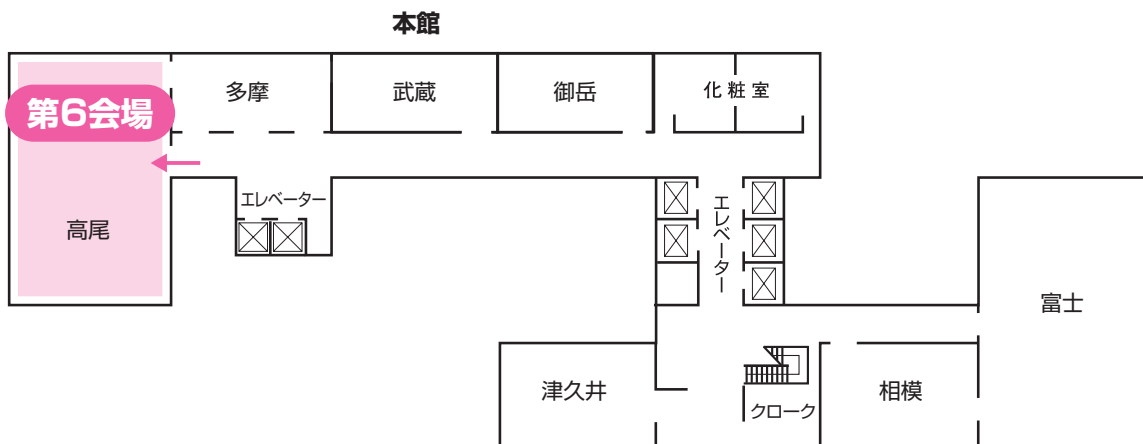 本館
多摩
武蔵
御岳
化粧室
第6会場
エレベーター
高尾
エレベーター
富士
津久井
クローク
相模